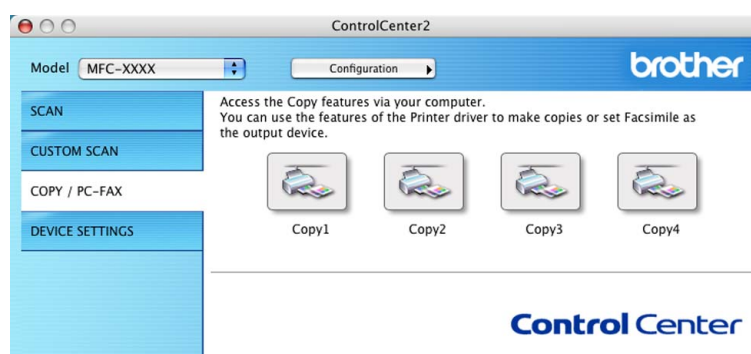 ControlCenter2
Model MFC-XXXX Configuration brother
SCAN
CUSTOM SCAN
COPY / PC-FAX
DEVICE SETTINGS
Access the Copy features via your computer.
You can use the features of the Printer driver to make copies or set Facsimile as
the output device.
Copy1 Copy2 Copy3 Copy4
Control Center